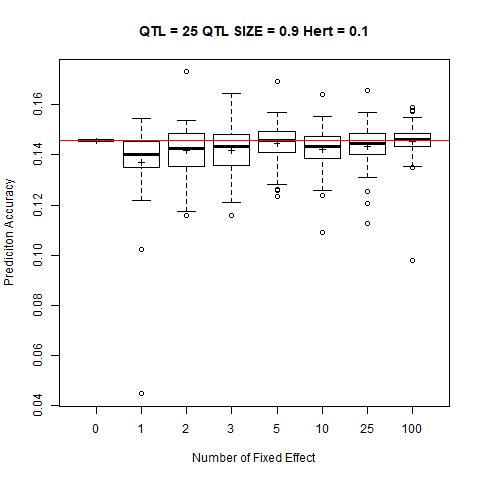 QTL = 25 QTL SIZE = 0.9 Hert = 0.1
Prediciton Accuracy
0.16
0.14
0.12
0.10
0.08
0.06
0.04
0 1 2 3 5 10 25 100
Number of Fixed Effect